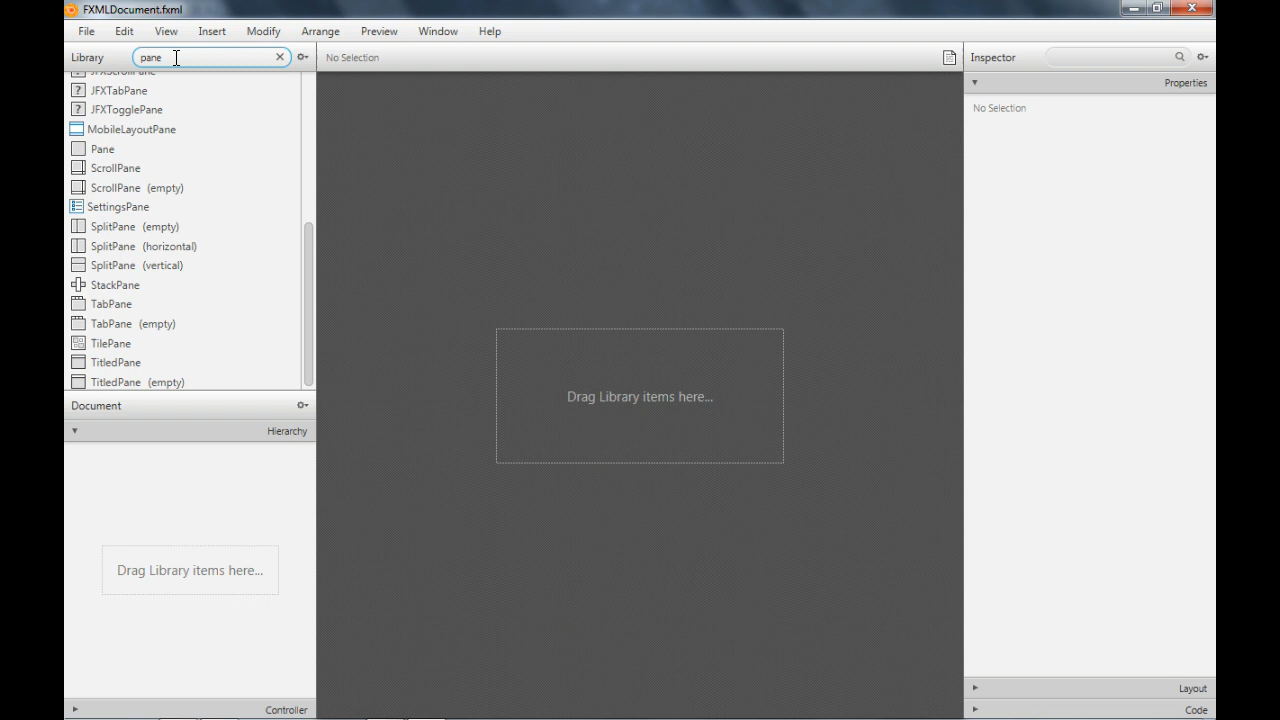 FXMLDocument.fxml
File Edit View Insert Modify Arrange Preview Window Help
Library pane No Selection Inspector
JFXScrollPane
JFXTabPane
JFXTogglePane
MobileLayoutPane
Pane
ScrollPane
ScrollPane (empty)
SettingsPane
SplitPane (empty)
SplitPane (horizontal)
SplitPane (vertical)
StackPane
TabPane
TabPane (empty)
TilePane
TitledPane
TitledPane (empty)
Document
Hierarchy
Drag Library items here...
Controller
Drag Library items here...
Properties
No Selection
Layout
Code